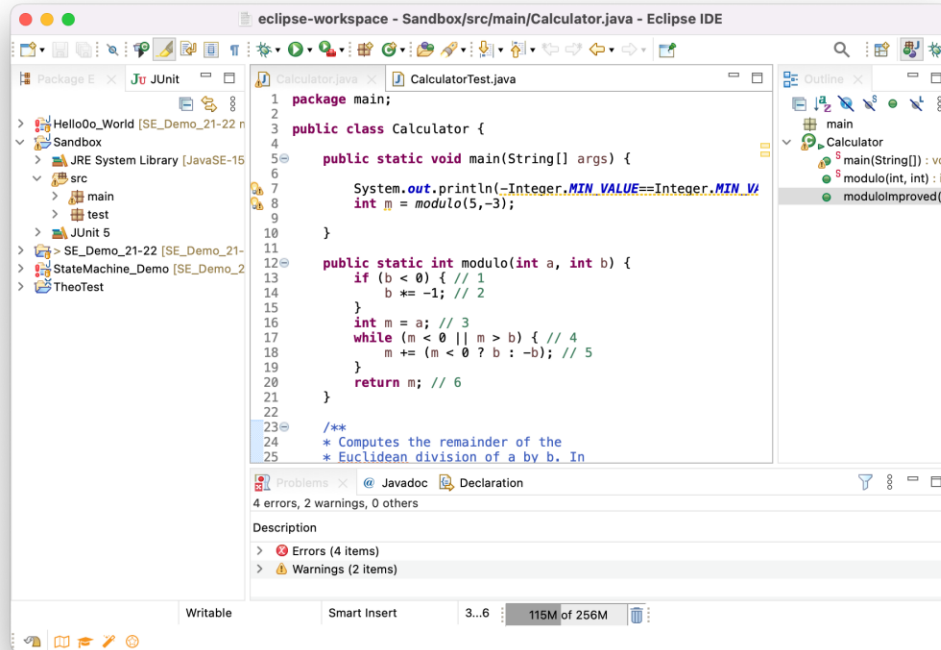 eclipse-workspace - Sandbox/src/main/Calculator.java - Eclipse IDE
Package E
JU JUnit
Hello0o_World [SE_Demo_21-22 n
Sandbox
JRE System Library [JavaSE-15
src
main
test
JUnit 5
> SE_Demo_21-22 [SE_Demo_21-
StateMachine_Demo [SE_Demo_2
TheoTest
Calculator.java
CalculatorTest.java
1 package main;
2
3 public class Calculator {
4
5 public static void main(String[] args) {
6
7 System.out.println(-Integer.MIN_VALUE==Integer.MIN_VA
8 int m = modulo(5,-3);
9
10 }
11
12 public static int modulo(int a, int b) {
13 if (b < 0) { // 1
14 b *= -1; // 2
15 }
16 int m = a; // 3
17 while (m < 0 || m > b) { // 4
18 m += (m < 0 ? b : -b); // 5
19 }
20 return m; // 6
21 }
22
23 /**
24 * Computes the remainder of the
25 * Euclidean division of a by b. In
Outline
main
Calculator
S main(String[]) : vo
S modulo(int, int) : i
moduloImproved(
Problems
@ Javadoc
Declaration
4 errors, 2 warnings, 0 others
Description
Errors (4 items)
Warnings (2 items)
Writable
Smart Insert
3...6
115M of 256M